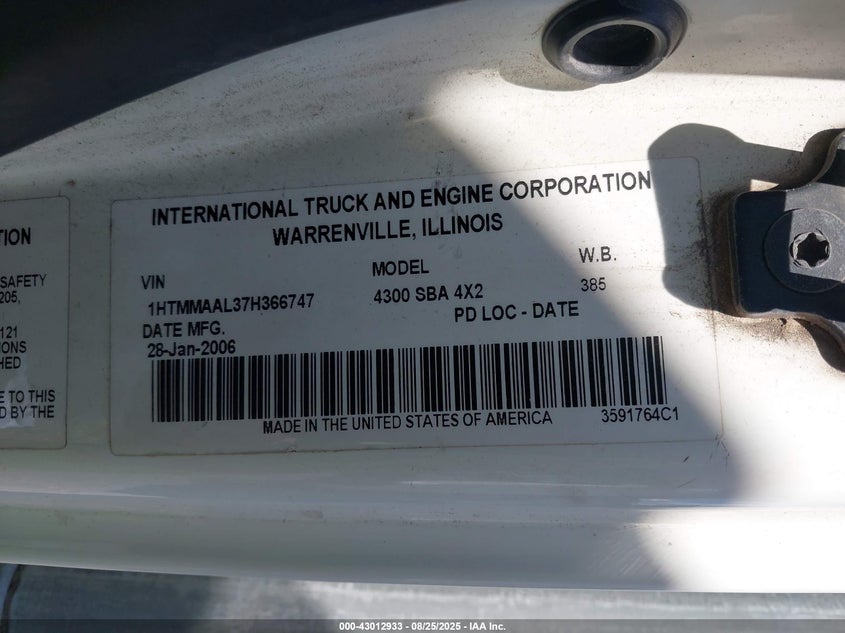 TION
SAFETY
205,
121
IONS
HED
E TO THIS
D BY THE
INTERNATIONAL TRUCK AND ENGINE CORPORATION
WARRENVILLE, ILLINOIS
VIN MODEL W.B.
1HTMMAAL37H366747 4300 SBA 4X2 385
DATE MFG. PD LOC - DATE
28-Jan-2006
MADE IN THE UNITED STATES OF AMERICA 3591764C1
000-43012933 - 08/25/2025 - IAA Inc.